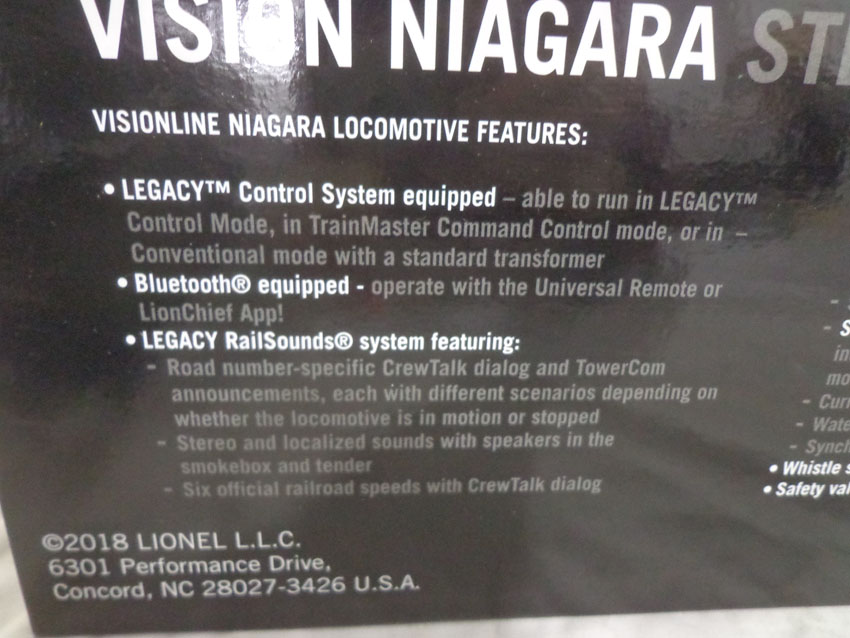 VISION NIAGARA
VISIONLINE NIAGARA LOCOMOTIVE FEATURES:
• LEGACY™ Control System equipped – able to run in LEGACY™
Control Mode, in TrainMaster Command Control mode, or in –
Conventional mode with a standard transformer
• Bluetooth® equipped - operate with the Universal Remote or
LionChief App!
• LEGACY RailSounds® system featuring:
– Road number-specific CrewTalk dialog and TowerCom
announcements, each with different scenarios depending on
whether the locomotive is in motion or stopped
– Stereo and localized sounds with speakers in the
smokebox and tender
– Six official railroad speeds with CrewTalk dialog
• Whistle
• Safety
©2018 LIONEL L.L.C.
6301 Performance Drive,
Concord, NC 28027-3426 U.S.A.